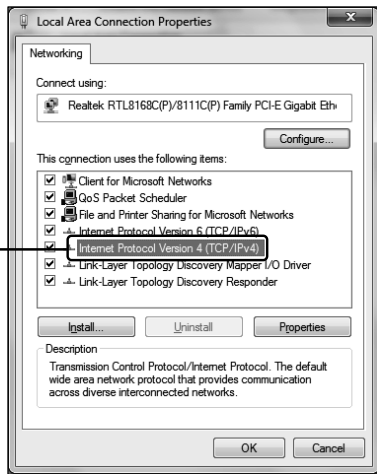 Local Area Connection Properties
x
Networking
Connect using:
Realtek RTL8168C(P)/8111C(P) Family PCI-E Gigabit Eth
Configure...
This connection uses the following items:
Client for Microsoft Networks
QoS Packet Scheduler
File and Printer Sharing for Microsoft Networks
Internet Protocol Version 6 (TCP/IPv6)
Internet Protocol Version 4 (TCP/IPv4)
Link-Layer Topology Discovery Mapper I/O Driver
Link-Layer Topology Discovery Responder
Install...
Uninstall
Properties
Description
Transmission Control Protocol/Internet Protocol. The default
wide area network protocol that provides communication
across diverse interconnected networks.
OK
Cancel